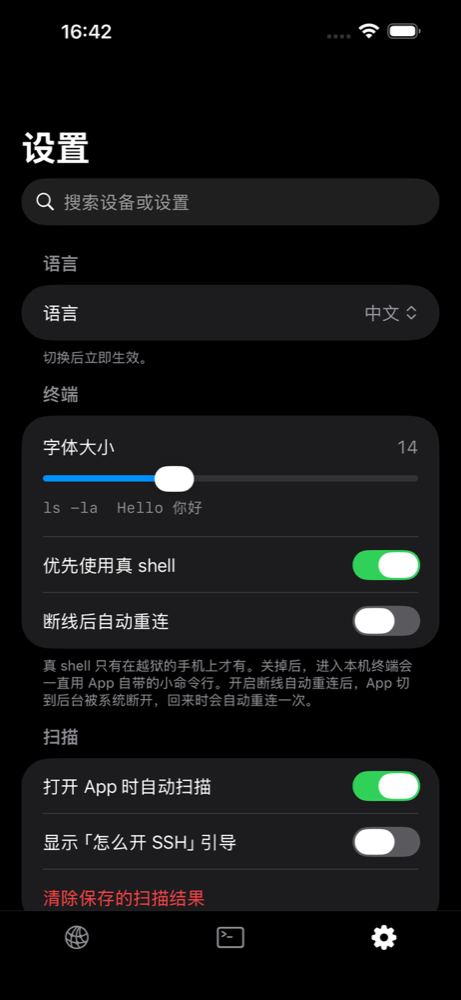 16:42
设置
搜索设备或设置
语言
语言 中文
切换后立即生效。
终端
字体大小 14
ls -la  Hello 你好
优先使用真 shell
断线后自动重连
真 shell 只有在越狱的手机上才有。关掉后，进入本机终端会
一直用 App 自带的小命令行。开启断线自动重连后，App 切
到后台被系统断开，回来时会自动重连一次。
扫描
打开 App 时自动扫描
显示「怎么开 SSH」引导
清除保存的扫描结果